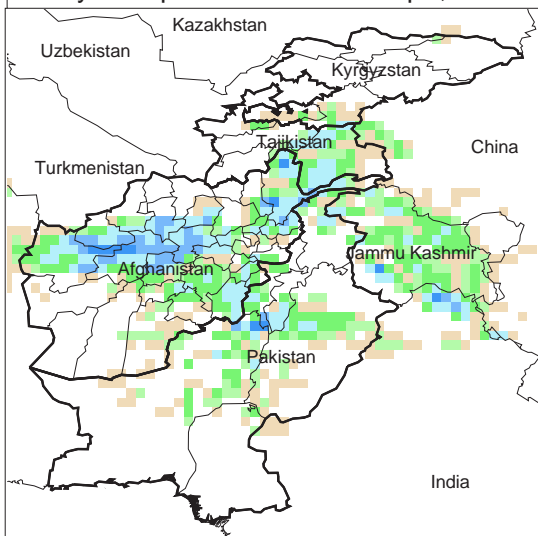 Kazakhstan
Uzbekistan
Kyrgyzstan
Tajikistan
China
Turkmenistan
Jammu Kashmir
Afghanistan
Pakistan
India